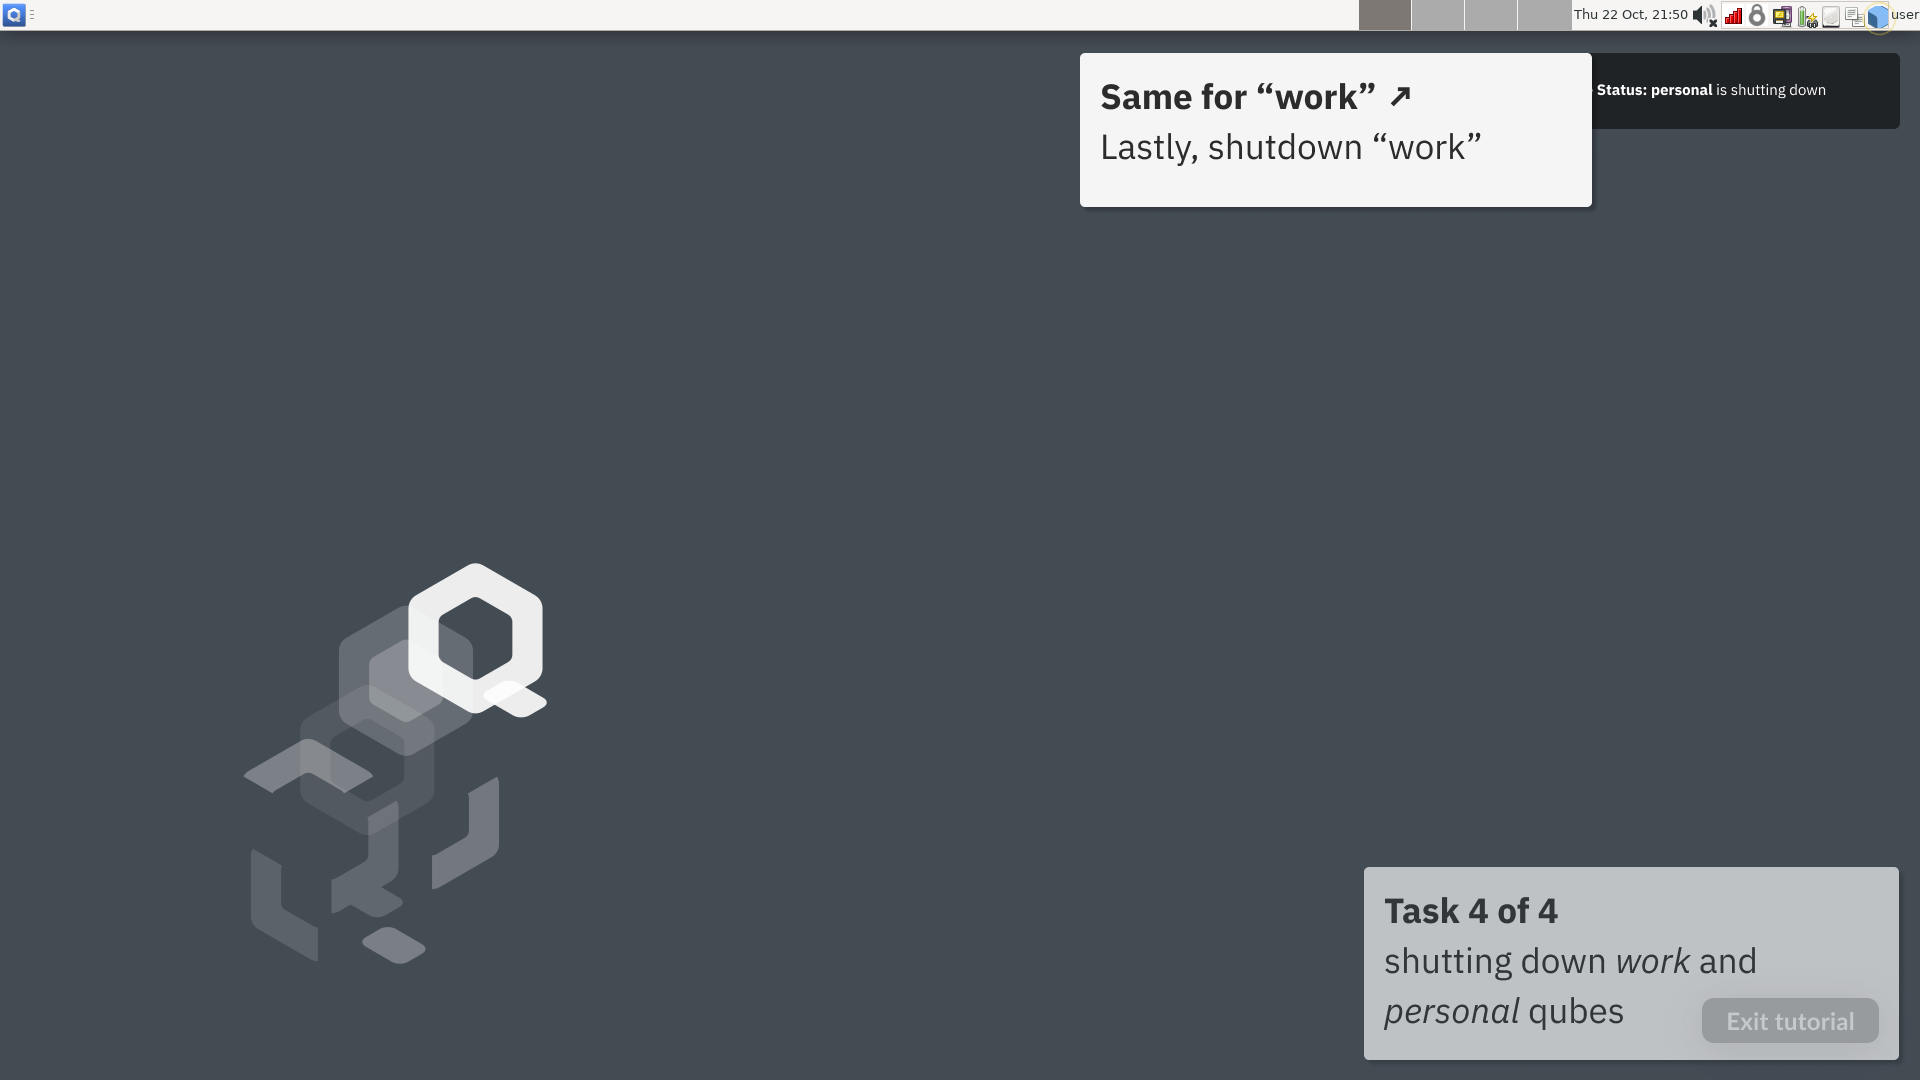 Thu 22 Oct, 21:50
user
Same for “work” ↗
Lastly, shutdown “work”
Status: personal is shutting down
Task 4 of 4
shutting down work and
personal qubes
Exit tutorial